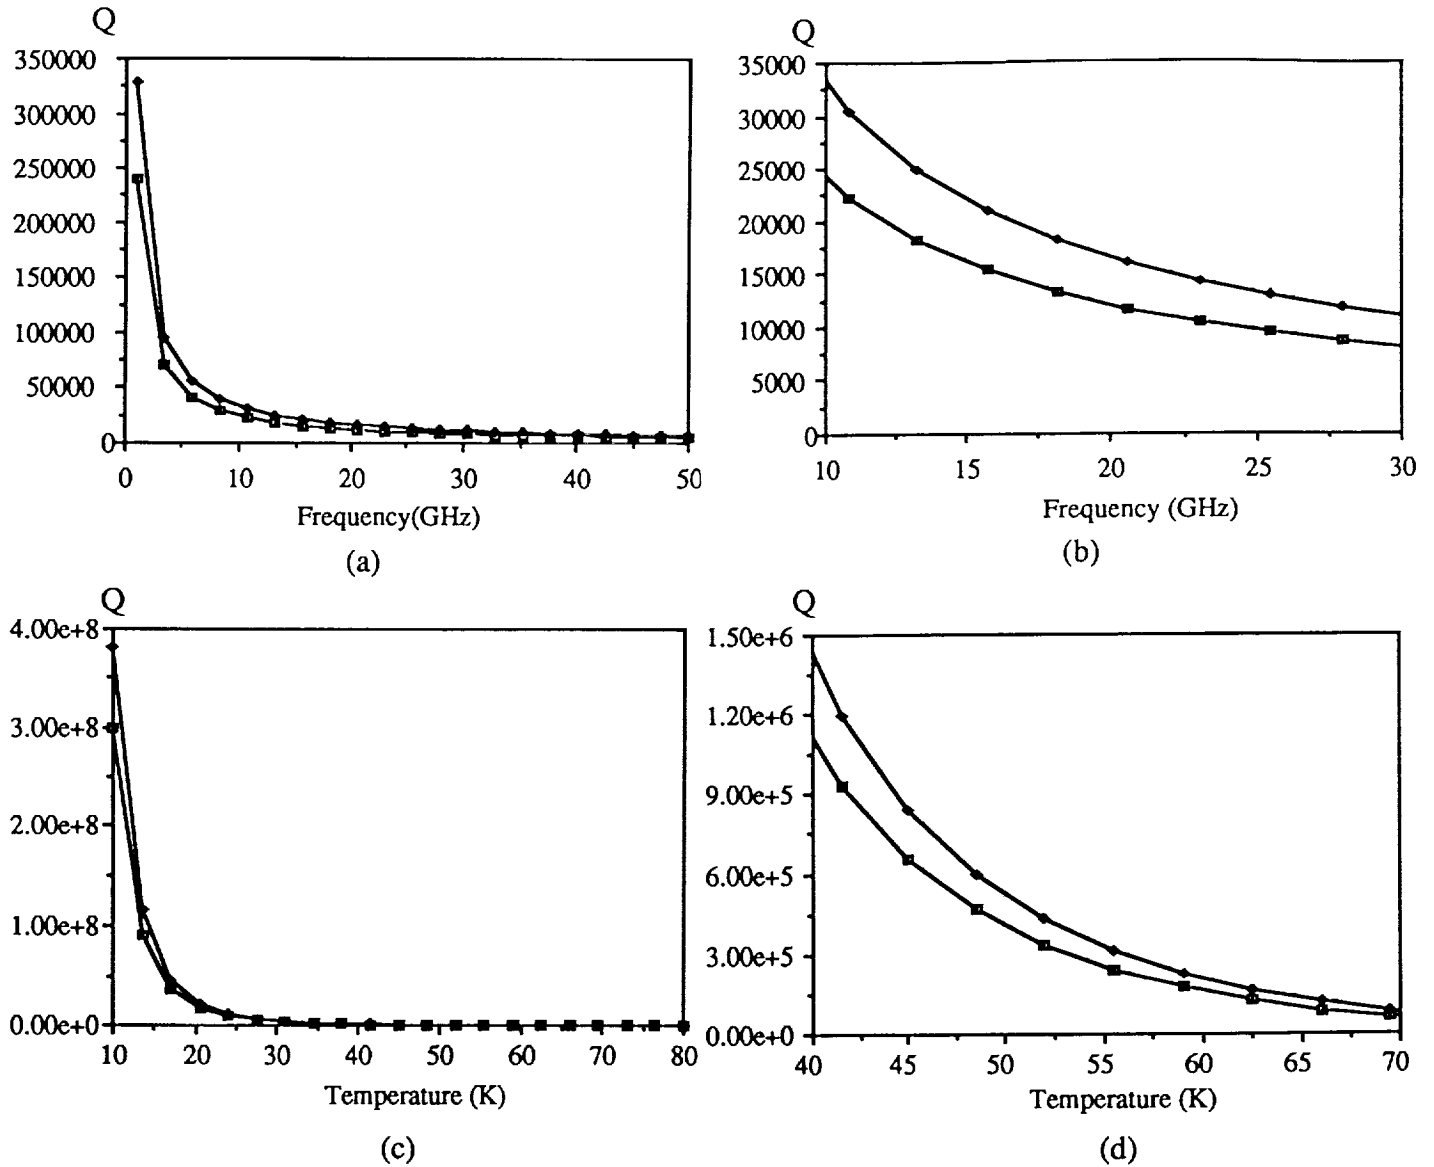 Q
350000
300000
250000
200000
150000
100000
50000
0
0 10 20 30 40 50
Frequency(GHz)
(a)
Q
35000
30000
25000
20000
15000
10000
5000
0
10 15 20 25 30
Frequency (GHz)
(b)
Q
4.00e+8
3.00e+8
2.00e+8
1.00e+8
0.00e+0
10 20 30 40 50 60 70 80
Temperature (K)
(c)
Q
1.50e+6
1.20e+6
9.00e+5
6.00e+5
3.00e+5
0.00e+0
40 45 50 55 60 65 70
Temperature (K)
(d)